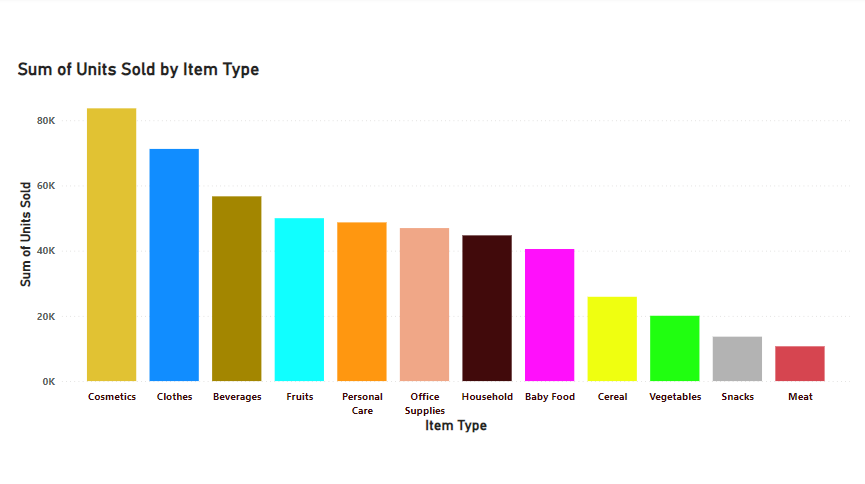 Sum of Units Sold by Item Type
80K
60K
40K
20K
0K
Sum of Units Sold
Cosmetics Clothes Beverages Fruits Personal Care Office Supplies Household Baby Food Cereal Vegetables Snacks Meat
Item Type